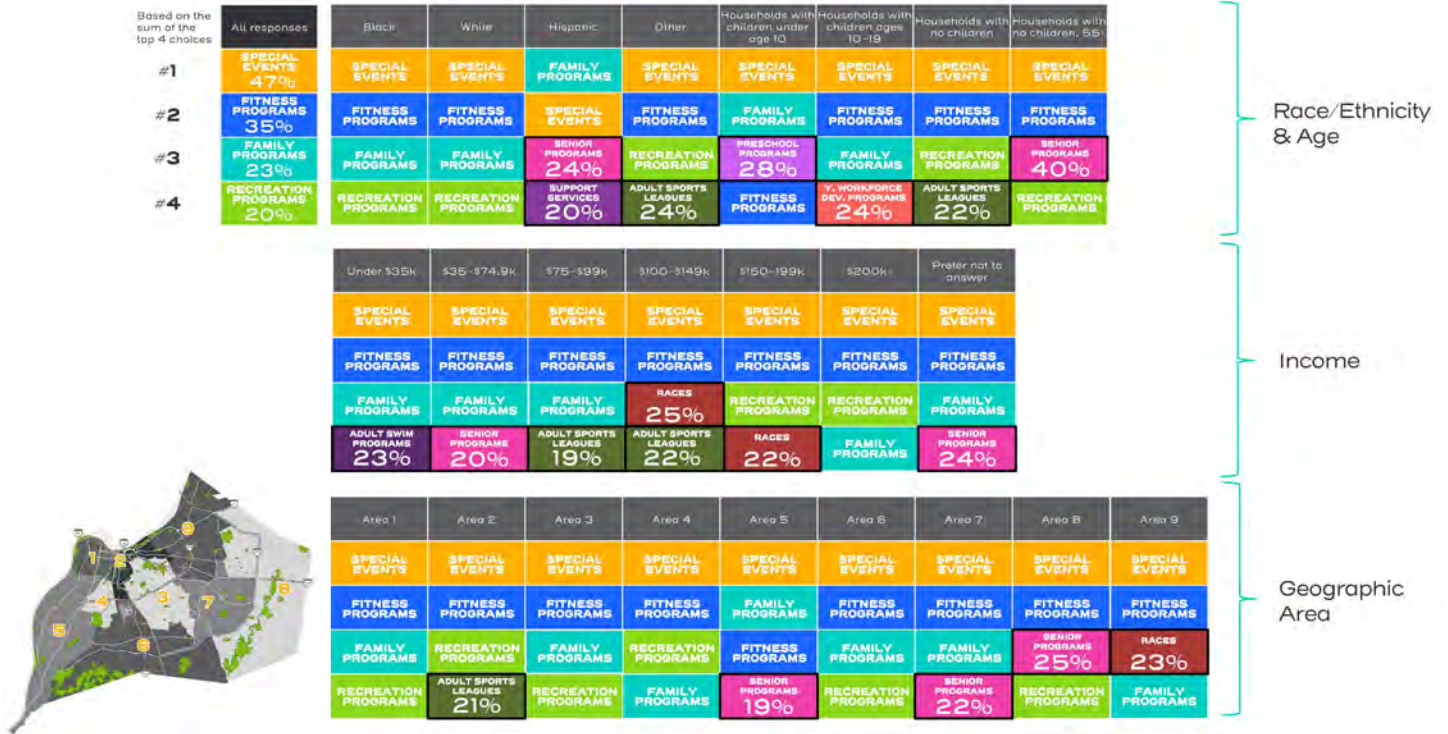 Based on the
sum of the
top 4 choices
All responses
Black
White
Hispanic
Other
Households with
children under
age 10
Households with
children ages
10-19
Households with
no children
Households with
no children, 55+
#1
SPECIAL
EVENTS
47%
SPECIAL
EVENTS
SPECIAL
EVENTS
FAMILY
PROGRAMS
SPECIAL
EVENTS
SPECIAL
EVENTS
SPECIAL
EVENTS
SPECIAL
EVENTS
SPECIAL
EVENTS
#2
FITNESS
PROGRAMS
35%
FITNESS
PROGRAMS
FITNESS
PROGRAMS
SPECIAL
EVENTS
FITNESS
PROGRAMS
FAMILY
PROGRAMS
FITNESS
PROGRAMS
FITNESS
PROGRAMS
FITNESS
PROGRAMS
#3
FAMILY
PROGRAMS
23%
FAMILY
PROGRAMS
FAMILY
PROGRAMS
SENIOR
PROGRAMS
24%
RECREATION
PROGRAMS
PRESCHOOL
PROGRAMS
28%
FAMILY
PROGRAMS
RECREATION
PROGRAMS
SENIOR
PROGRAMS
40%
#4
RECREATION
PROGRAMS
20%
RECREATION
PROGRAMS
RECREATION
PROGRAMS
SUPPORT
SERVICES
20%
ADULT SPORTS
LEAGUES
24%
FITNESS
PROGRAMS
Y. WORKFORCE
DEV. PROGRAMS
24%
ADULT SPORTS
LEAGUES
22%
RECREATION
PROGRAMS
Race/Ethnicity
& Age
Under $35k
$35-$74.9k
$75-$99k
$100-$149k
$150-199k
$200k
Prefer not to
answer
SPECIAL
EVENTS
SPECIAL
EVENTS
SPECIAL
EVENTS
SPECIAL
EVENTS
SPECIAL
EVENTS
SPECIAL
EVENTS
SPECIAL
EVENTS
FITNESS
PROGRAMS
FITNESS
PROGRAMS
FITNESS
PROGRAMS
FITNESS
PROGRAMS
FITNESS
PROGRAMS
FITNESS
PROGRAMS
FITNESS
PROGRAMS
FAMILY
PROGRAMS
FAMILY
PROGRAMS
FAMILY
PROGRAMS
RACES
25%
RECREATION
PROGRAMS
RECREATION
PROGRAMS
FAMILY
PROGRAMS
ADULT SWIM
PROGRAMS
23%
SENIOR
PROGRAMS
20%
ADULT SPORTS
LEAGUES
19%
ADULT SPORTS
LEAGUES
22%
RACES
22%
FAMILY
PROGRAMS
SENIOR
PROGRAMS
24%
Income
1
2
3
4
5
6
7
8
9
Area 1
Area 2
Area 3
Area 4
Area 5
Area 6
Area 7
Area 8
Area 9
SPECIAL
EVENTS
SPECIAL
EVENTS
SPECIAL
EVENTS
SPECIAL
EVENTS
SPECIAL
EVENTS
SPECIAL
EVENTS
SPECIAL
EVENTS
SPECIAL
EVENTS
SPECIAL
EVENTS
FITNESS
PROGRAMS
FITNESS
PROGRAMS
FITNESS
PROGRAMS
FITNESS
PROGRAMS
FAMILY
PROGRAMS
FITNESS
PROGRAMS
FITNESS
PROGRAMS
FITNESS
PROGRAMS
FITNESS
PROGRAMS
FAMILY
PROGRAMS
RECREATION
PROGRAMS
FAMILY
PROGRAMS
RECREATION
PROGRAMS
FITNESS
PROGRAMS
FAMILY
PROGRAMS
FAMILY
PROGRAMS
SENIOR
PROGRAMS
25%
RACES
23%
RECREATION
PROGRAMS
ADULT SPORTS
LEAGUES
21%
RECREATION
PROGRAMS
FAMILY
PROGRAMS
SENIOR
PROGRAMS
19%
RECREATION
PROGRAMS
SENIOR
PROGRAMS
22%
RECREATION
PROGRAMS
FAMILY
PROGRAMS
Geographic
Area